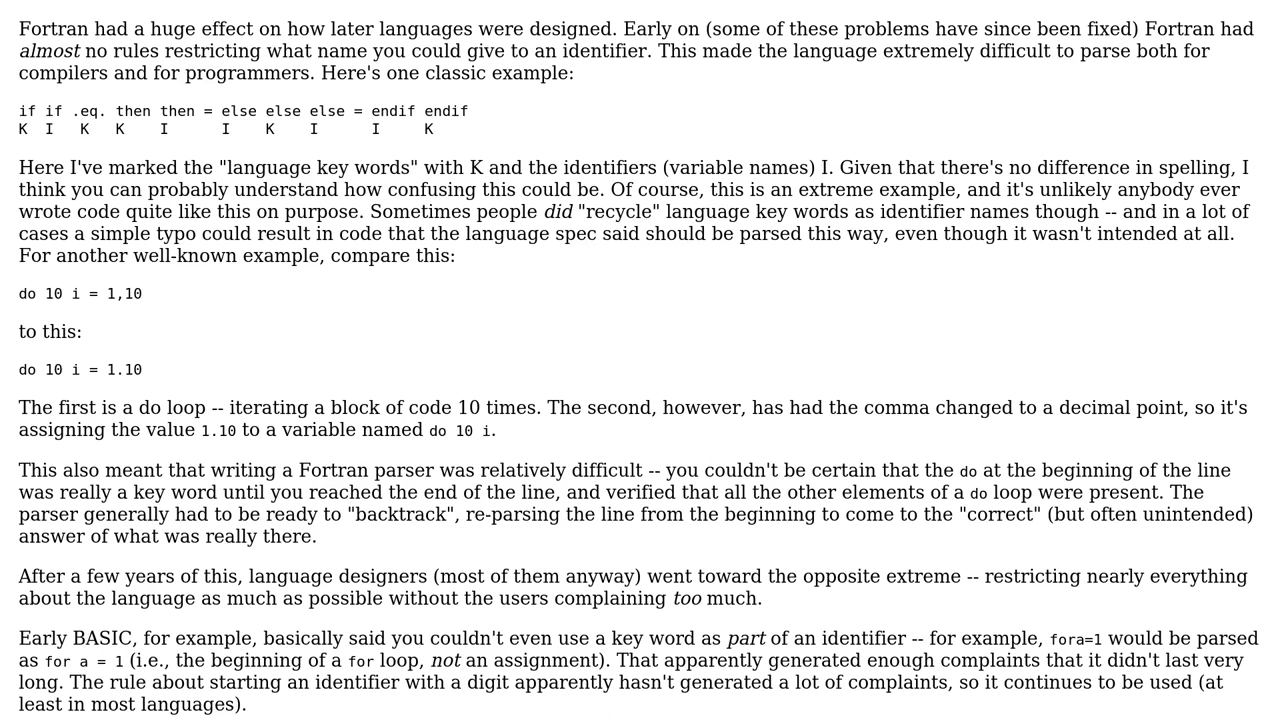 Fortran had a huge effect on how later languages were designed. Early on (some of these problems have since been fixed) Fortran had
almost no rules restricting what name you could give to an identifier. This made the language extremely difficult to parse both for
compilers and for programmers. Here's one classic example:
if if .eq. then then = else else else = endif endif
K  I   K   K    I      I    K    I      I     K
Here I've marked the "language key words" with K and the identifiers (variable names) I. Given that there's no difference in spelling, I
think you can probably understand how confusing this could be. Of course, this is an extreme example, and it's unlikely anybody ever
wrote code quite like this on purpose. Sometimes people did "recycle" language key words as identifier names though -- and in a lot of
cases a simple typo could result in code that the language spec said should be parsed this way, even though it wasn't intended at all.
For another well-known example, compare this:
do 10 i = 1,10
to this:
do 10 i = 1.10
The first is a do loop -- iterating a block of code 10 times. The second, however, has had the comma changed to a decimal point, so it's
assigning the value 1.10 to a variable named do 10 i.
This also meant that writing a Fortran parser was relatively difficult -- you couldn't be certain that the do at the beginning of the line
was really a key word until you reached the end of the line, and verified that all the other elements of a do loop were present. The
parser generally had to be ready to "backtrack", re-parsing the line from the beginning to come to the "correct" (but often unintended)
answer of what was really there.
After a few years of this, language designers (most of them anyway) went toward the opposite extreme -- restricting nearly everything
about the language as much as possible without the users complaining too much.
Early BASIC, for example, basically said you couldn't even use a key word as part of an identifier -- for example, fora=1 would be parsed
as for a = 1 (i.e., the beginning of a for loop, not an assignment). That apparently generated enough complaints that it didn't last very
long. The rule about starting an identifier with a digit apparently hasn't generated a lot of complaints, so it continues to be used (at
least in most languages).